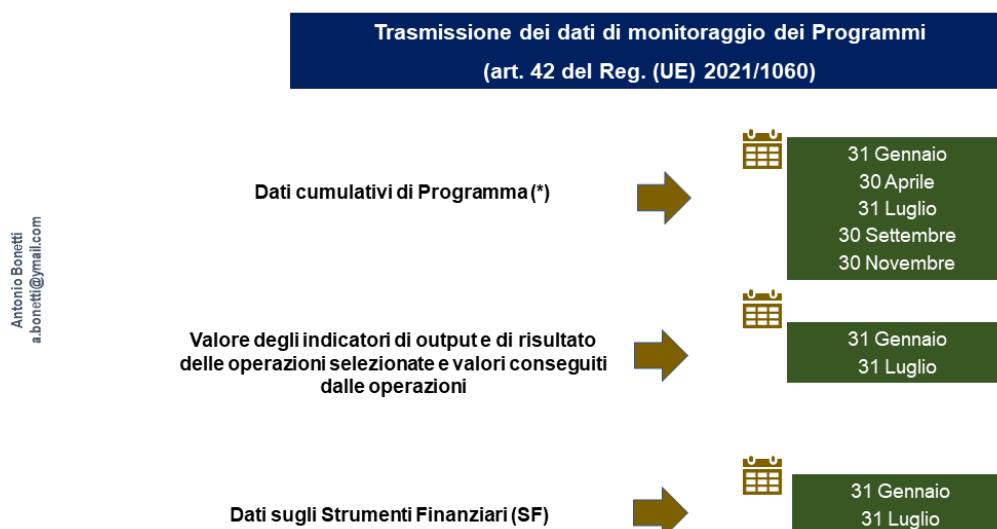 Trasmissione dei dati di monitoraggio dei Programmi
(art. 42 del Reg. (UE) 2021/1060)
Antonio Bonetti
a.bonetti@ymail.com
Dati cumulativi di Programma (*)
31 Gennaio
30 Aprile
31 Luglio
30 Settembre
30 Novembre
Valore degli indicatori di output e di risultato
delle operazioni selezionate e valori conseguiti
dalle operazioni
31 Gennaio
31 Luglio
Dati sugli Strumenti Finanziari (SF)
31 Gennaio
31 Luglio